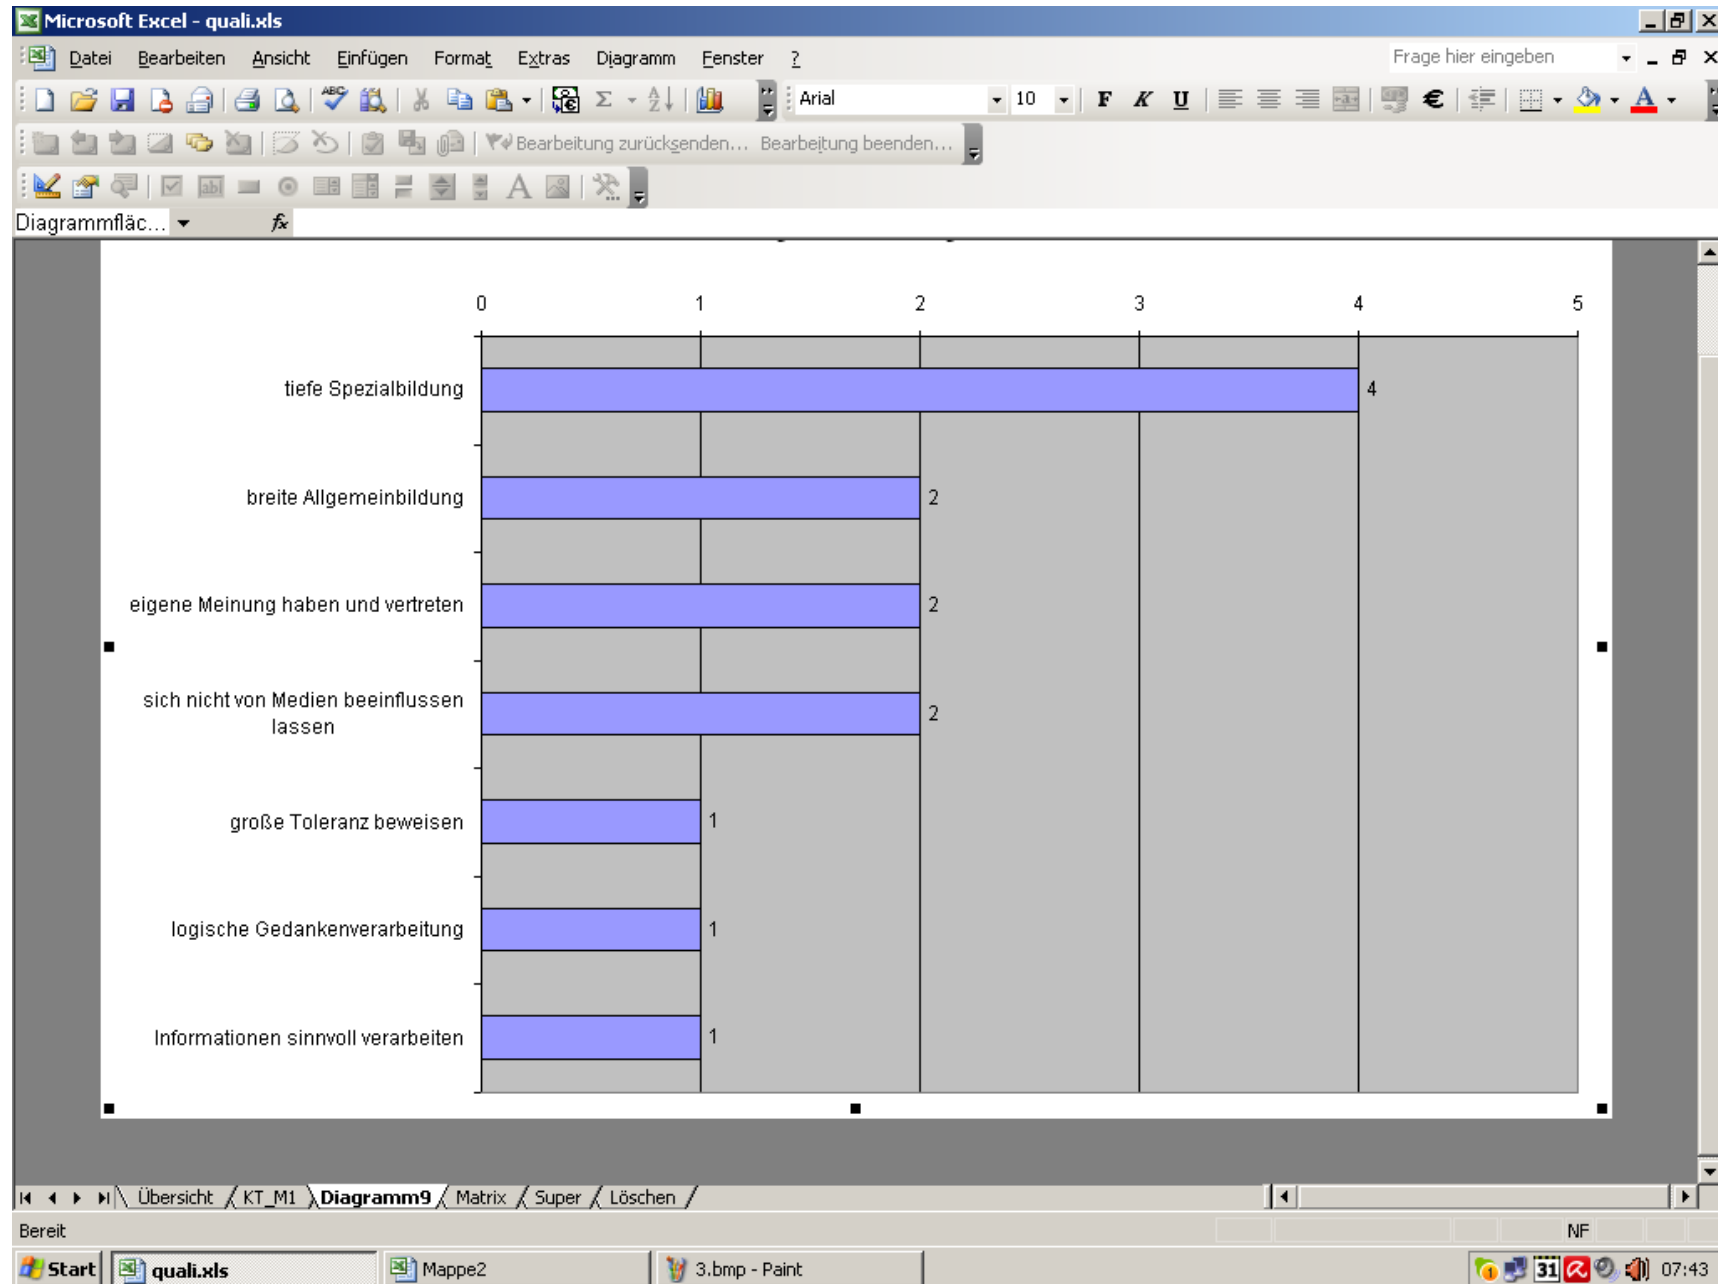 Microsoft Excel - quali.xls
Datei Bearbeiten Ansicht Einfügen Format Extras Diagramm Fenster ? Frage hier eingeben
Arial 10 F K U
Bearbeitung zurücksenden... Bearbeitung beenden...
Diagrammfläc... fx
0 1 2 3 4 5
tiefe Spezialbildung 4
breite Allgemeinbildung 2
eigene Meinung haben und vertreten 2
sich nicht von Medien beeinflussen
lassen 2
große Toleranz beweisen 1
logische Gedankenverarbeitung 1
Informationen sinnvoll verarbeiten 1
Übersicht KT_M1 Diagramm9 Matrix Super Löschen
Bereit NF
Start quali.xls Mappe2 3.bmp - Paint 31 07:43